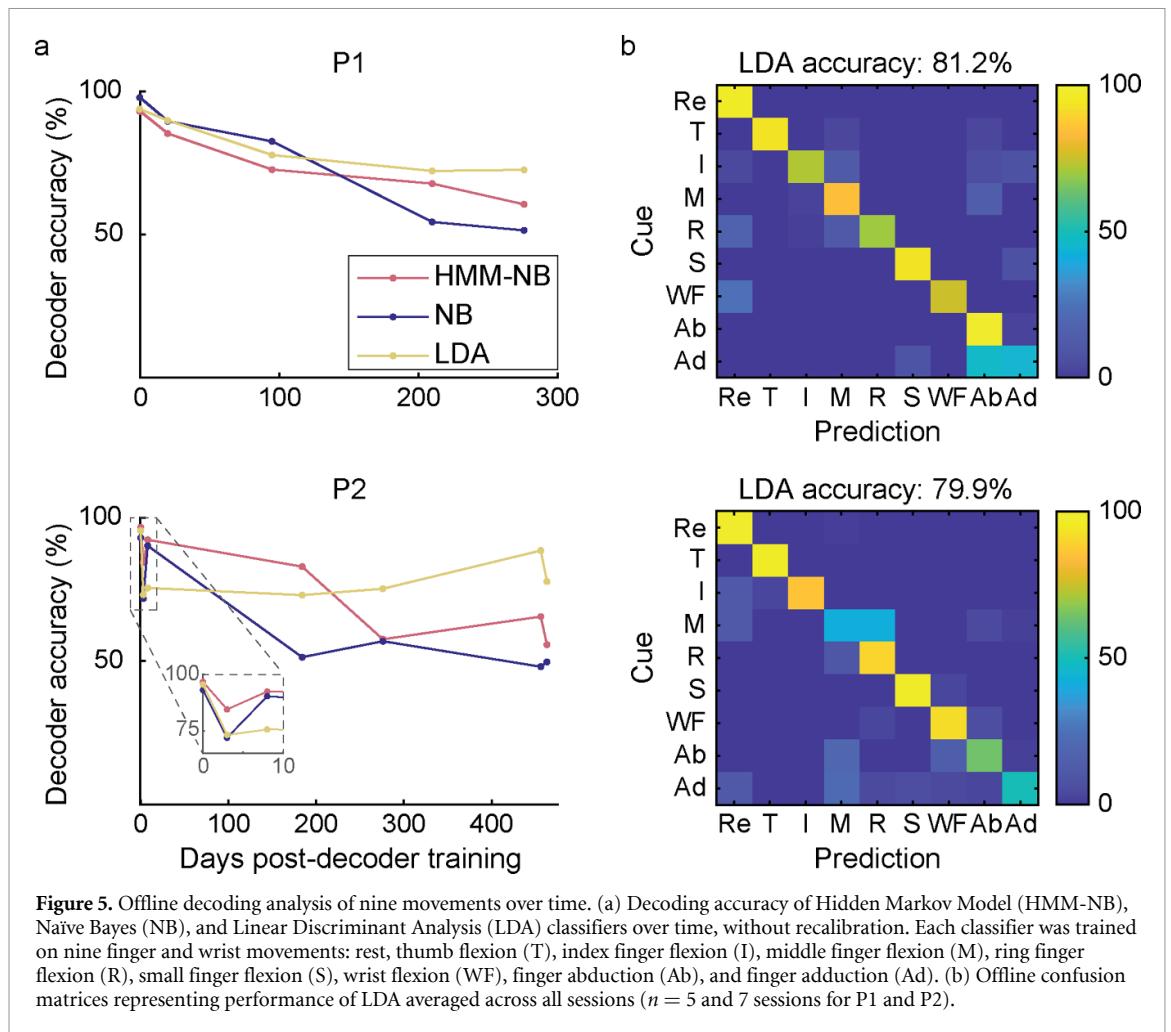 a
P1
Decoder accuracy (%)
100
50
0
100
200
300
HMM-NB
NB
LDA
b
LDA accuracy: 81.2%
Cue
Re
T
I
M
R
S
WF
Ab
Ad
Re T I M R S WF Ab Ad
Prediction
100
50
0
P2
Decoder accuracy (%)
100
50
100
75
0
10
0
100
200
300
400
Days post-decoder training
LDA accuracy: 79.9%
Cue
Re
T
I
M
R
S
WF
Ab
Ad
Re T I M R S WF Ab Ad
Prediction
100
50
0
Figure 5. Offline decoding analysis of nine movements over time. (a) Decoding accuracy of Hidden Markov Model (HMM-NB),
Naïve Bayes (NB), and Linear Discriminant Analysis (LDA) classifiers over time, without recalibration. Each classifier was trained
on nine finger and wrist movements: rest, thumb flexion (T), index finger flexion (I), middle finger flexion (M), ring finger
flexion (R), small finger flexion (S), wrist flexion (WF), finger abduction (Ab), and finger adduction (Ad). (b) Offline confusion
matrices representing performance of LDA averaged across all sessions (n = 5 and 7 sessions for P1 and P2).